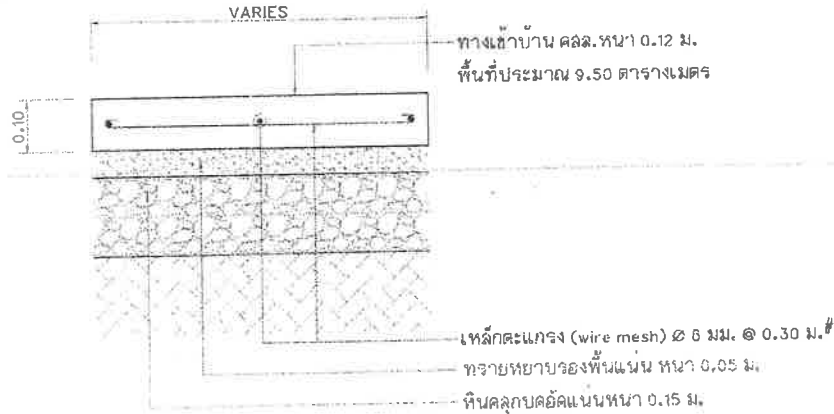 VARIES
ทางเข้าบ้าน คสล.หนา 0.12 ม.
พื้นที่ประมาณ 9.50 ตารางเมตร
0.10
เหล็กตะแกรง (wire mesh) Ø 6 มม. @ 0.30 ม.#
ทรายหยาบรองพื้นแน่น หนา 0.05 ม.
หินคลุกบดอัดแน่นหนา 0.15 ม.